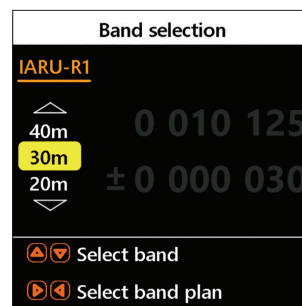 Band selection
IARU-R1
40m
0 010 125
30m
20m
±0 000 030
Select band
Select band plan